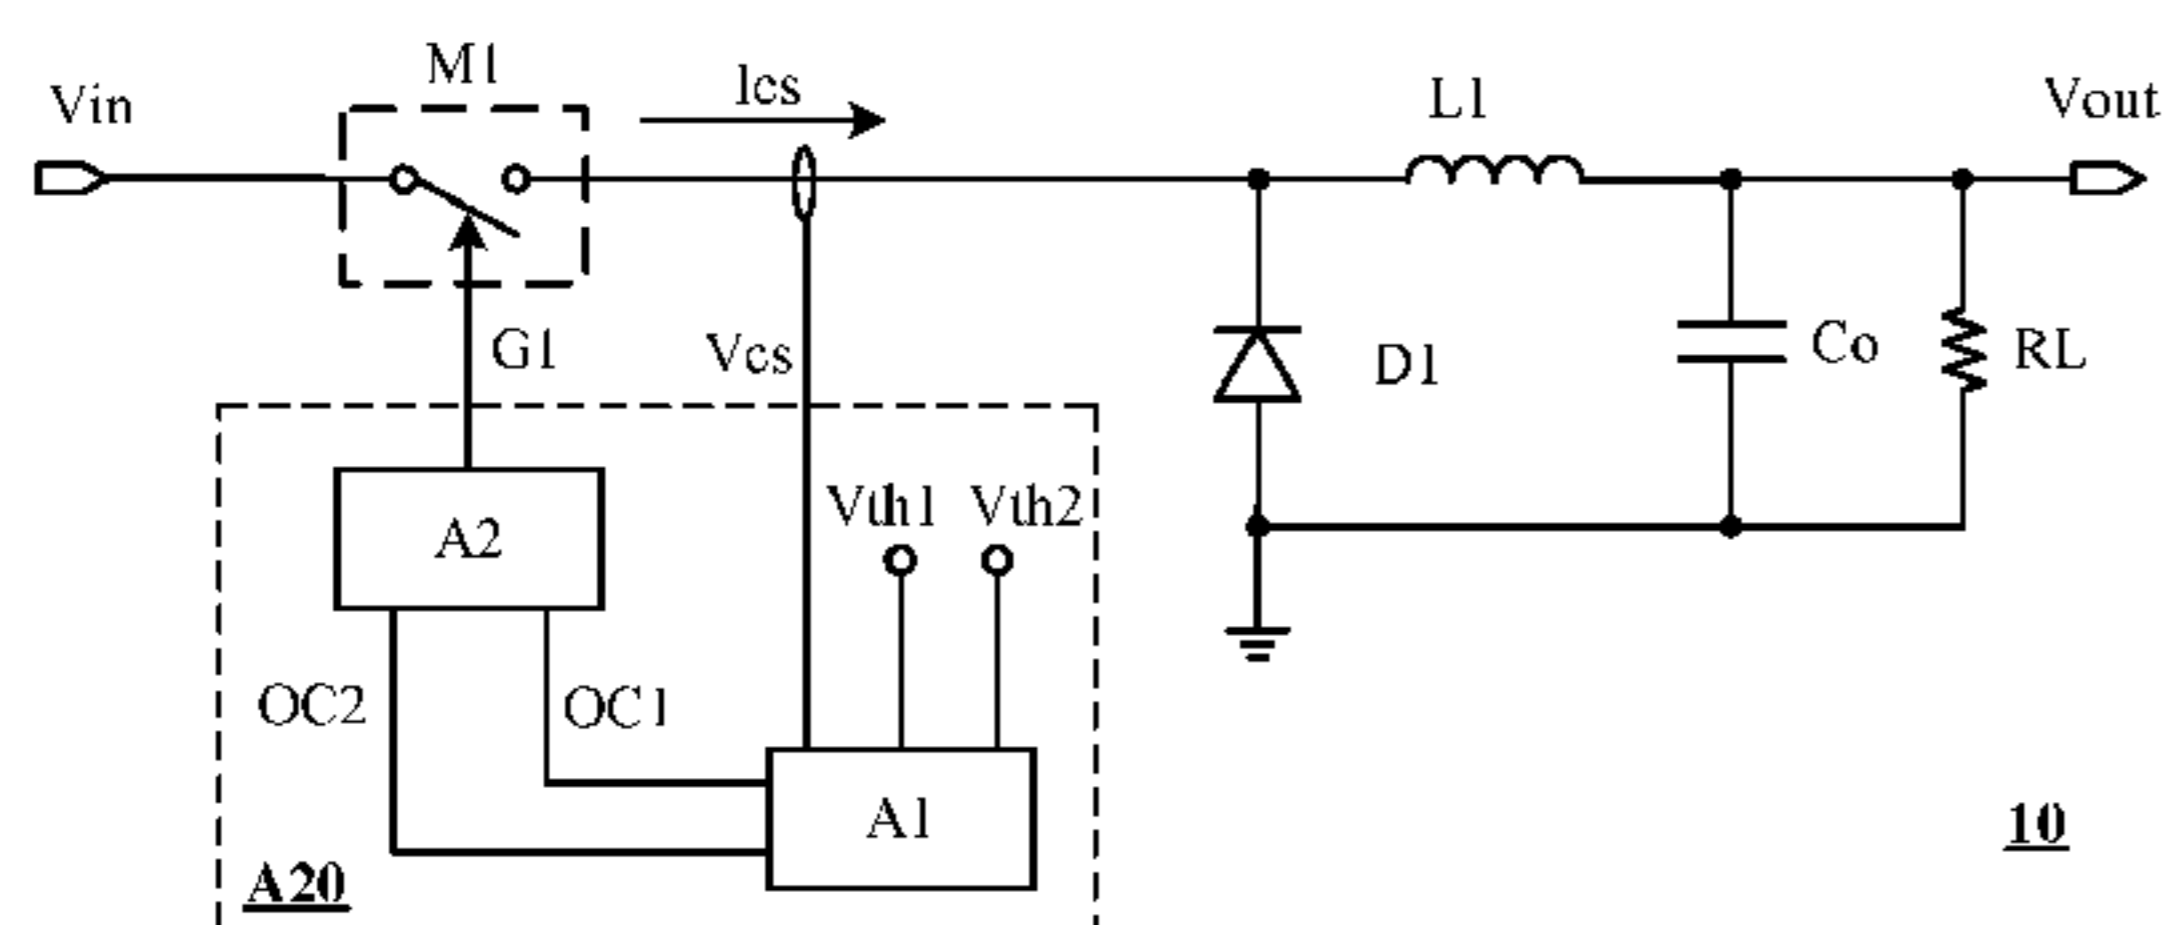 M1
Ics
Vin
L1
Vout
G1
Vcs
D1
Co
RL
Vth1
Vth2
A2
OC2
OC1
A1
10
A20